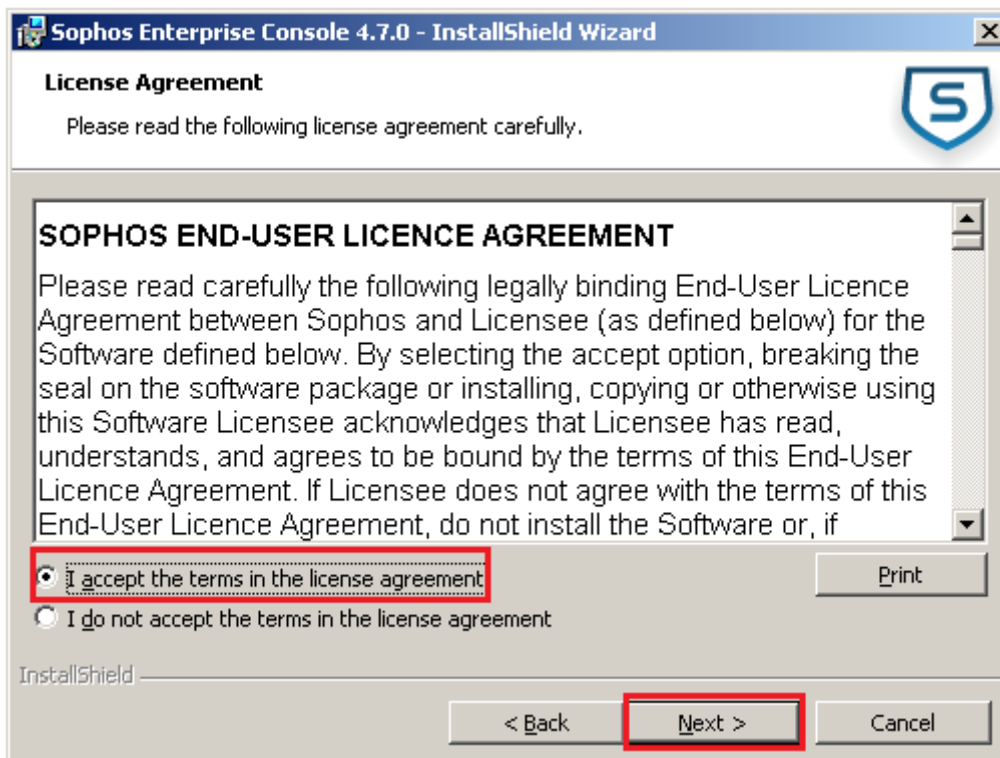 Sophos Enterprise Console 4.7.0 - InstallShield Wizard
License Agreement
Please read the following license agreement carefully.
S
SOPHOS END-USER LICENCE AGREEMENT
Please read carefully the following legally binding End-User Licence
Agreement between Sophos and Licensee (as defined below) for the
Software defined below. By selecting the accept option, breaking the
seal on the software package or installing, copying or otherwise using
this Software Licensee acknowledges that Licensee has read,
understands, and agrees to be bound by the terms of this End-User
Licence Agreement. If Licensee does not agree with the terms of this
End-User Licence Agreement, do not install the Software or, if
I accept the terms in the license agreement
Print
I do not accept the terms in the license agreement
InstallShield
< Back
Next >
Cancel